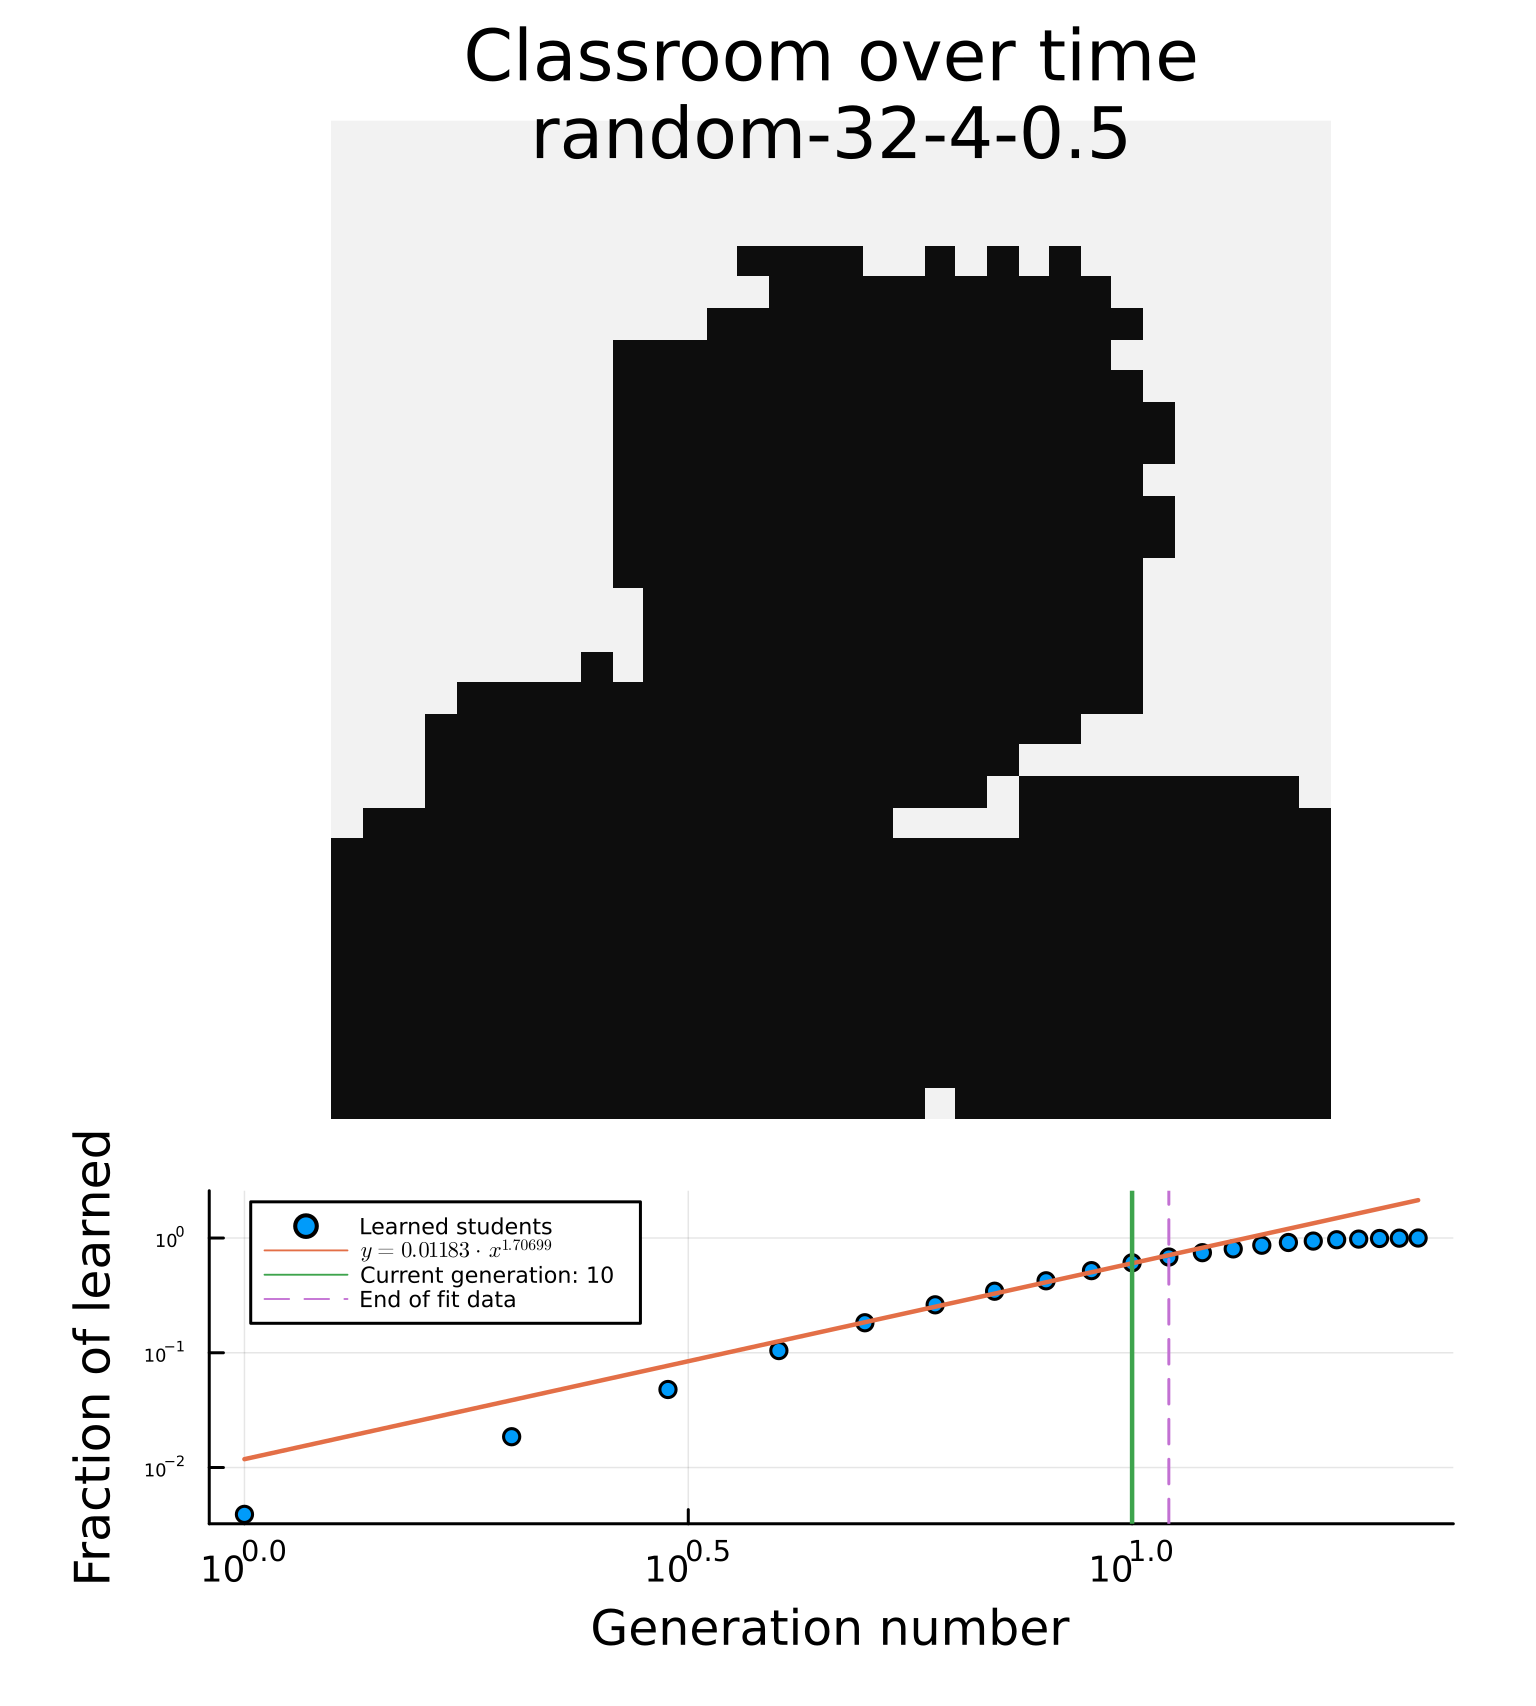 Classroom over time
random-32-4-0.5
Fraction of learned
10⁰
10⁻¹
10⁻²
Learned students
y = 0.01183 · x^1.70699
Current generation: 10
End of fit data
10^0.0 10^0.5 10^1.0
Generation number